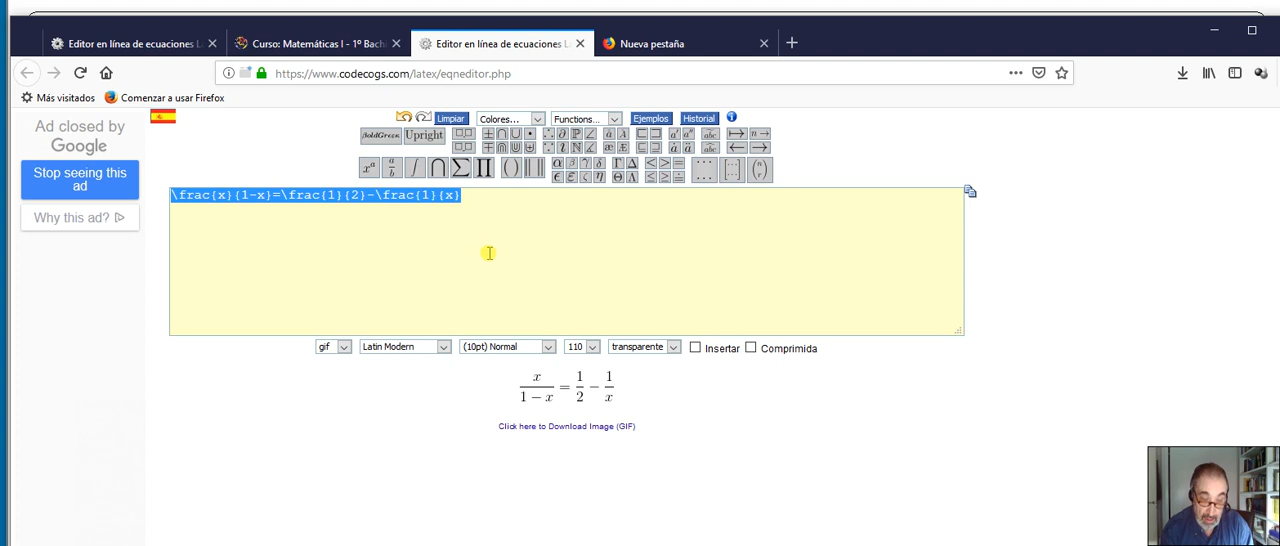 Editor en línea de ecuaciones L
Curso: Matemáticas I - 1º Bach
Editor en línea de ecuaciones L
Nueva pestaña
https://www.codecogs.com/latex/eqneditor.php
Más visitados
Comenzar a usar Firefox
Ad closed by
Google
Stop seeing this
ad
Why this ad?
Limpiar
Colores...
Functions...
Ejemplos
Historial
BoldGreek
Upright
\frac{x}{1-x}=\frac{1}{2}-\frac{1}{x}
gif
Latin Modern
(10pt) Normal
110
transparente
Insertar
Comprimida
x/(1 − x) = 1/2 − 1/x
Click here to Download Image (GIF)